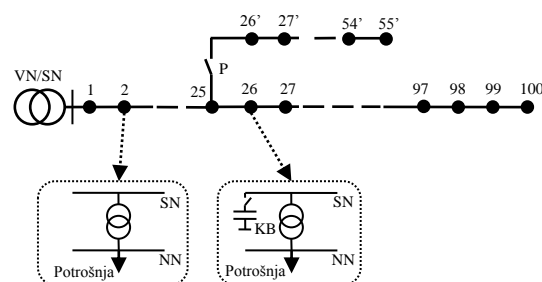 26’ 27’ 54’ 55’
VN/SN
P
1 2 25 26 27 97 98 99 100
SN SN
KB
NN NN
Potrošnja Potrošnja